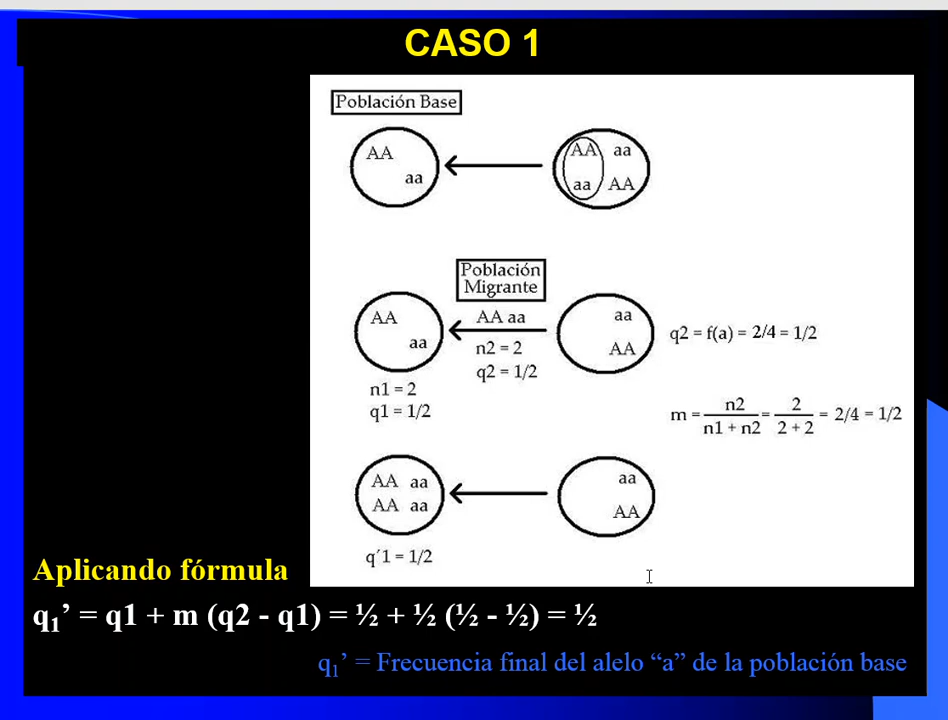 CASO 1
Población Base
AA
aa
AA aa
aa AA
Población
Migrante
AA
aa
AA aa
n2 = 2
q2 = 1/2
aa
AA
q2 = f(a) = 2/4 = 1/2
n1 = 2
q1 = 1/2
m = n2 / n1 + n2 = 2 / 2 + 2 = 2/4 = 1/2
AA aa
AA aa
aa
AA
q´1 = 1/2
Aplicando fórmula
q₁’ = q1 + m (q2 - q1) = ½ + ½ (½ - ½) = ½
q₁’ = Frecuencia final del alelo “a” de la población base